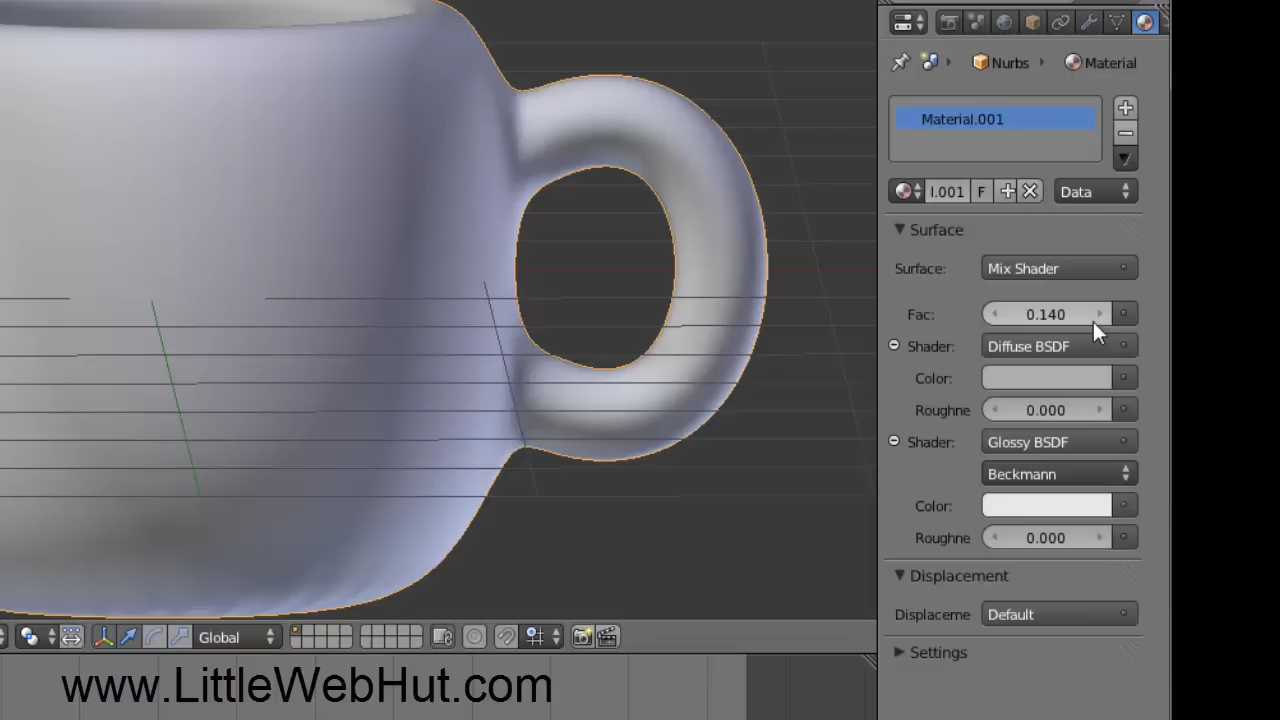 Nurbs
Material
Material.001
I.001
F
Data
Surface
Surface:
Mix Shader
Fac:
0.140
Shader:
Diffuse BSDF
Color:
Roughne
0.000
Shader:
Glossy BSDF
Beckmann
Color:
Roughne
0.000
Displacement
Displaceme
Default
Settings
Global
www.LittleWebHut.com